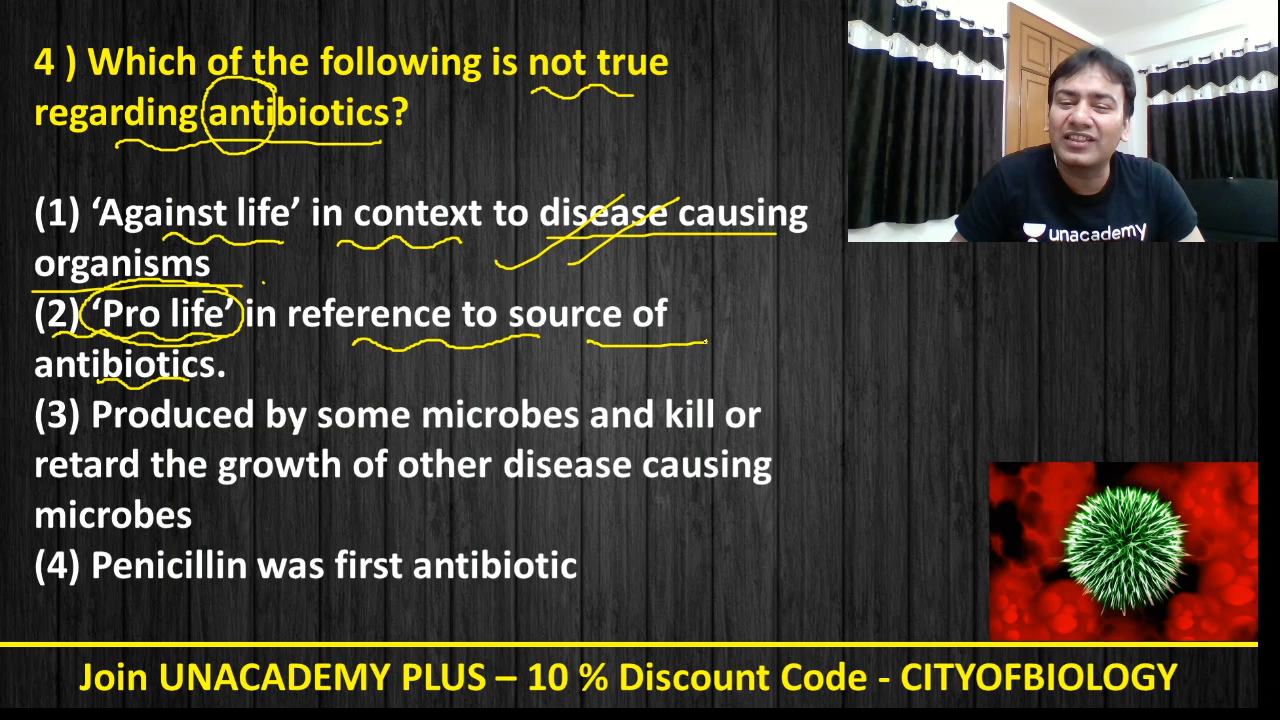 4 ) Which of the following is not true
regarding antibiotics?
(1) ‘Against life’ in context to disease causing
organisms
(2) ‘Pro life’ in reference to source of
antibiotics.
(3) Produced by some microbes and kill or
retard the growth of other disease causing
microbes
(4) Penicillin was first antibiotic
unacademy
Join UNACADEMY PLUS – 10 % Discount Code - CITYOFBIOLOGY